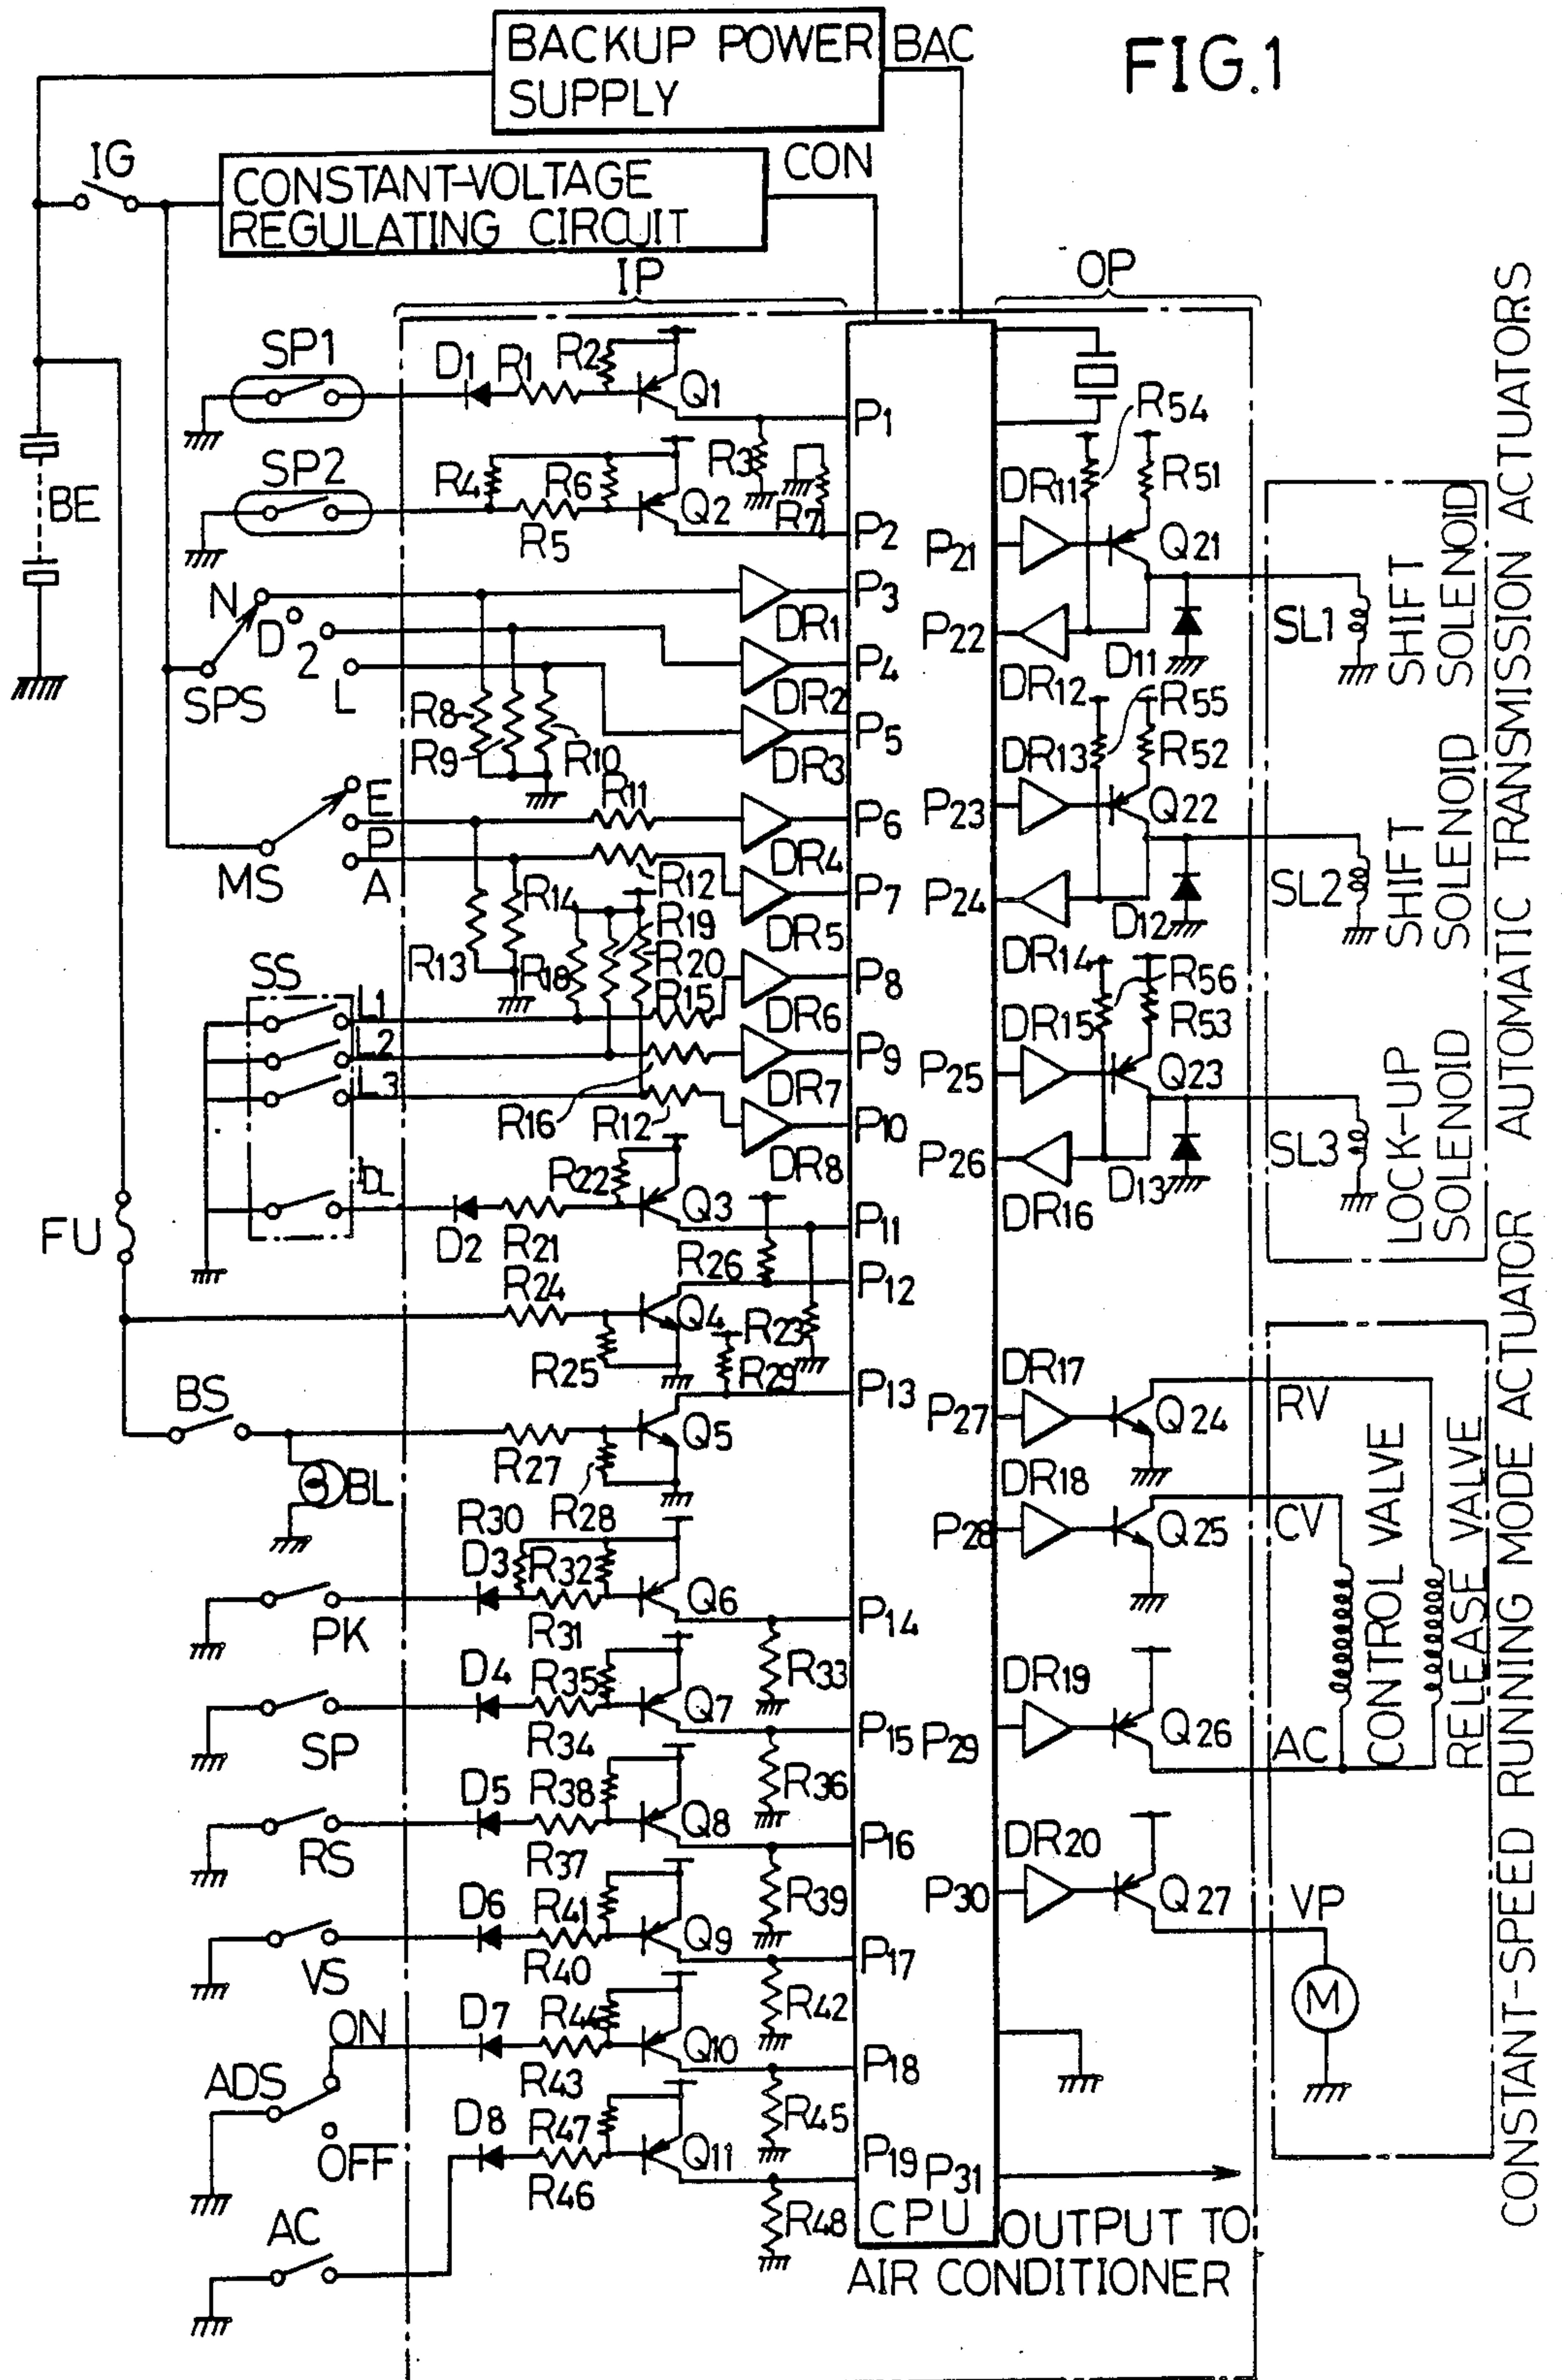 FIG.1
BACKUP POWER
SUPPLY
BAC
IG
CONSTANT-VOLTAGE
REGULATING CIRCUIT
CON
IP
OP
SP1
D1
R1
R2
Q1
P1
R3
SP2
R4
R6
R5
Q2
R7
P2
BE
N
D
2
L
SPS
R8
R9
R10
DR1
P3
DR2
P4
DR3
P5
E
P
A
MS
R11
DR4
P6
R12
DR5
P7
R13
R14
R18
R19
R20
SS
L1
L2
L3
DL
R15
DR6
P8
R16
DR7
P9
R12
DR8
P10
D2
R21
R22
Q3
P11
R23
FU
R24
R25
Q4
R26
P12
BS
BL
R27
R28
Q5
R29
P13
PK
D3
R30
R32
R31
Q6
P14
R33
SP
D4
R35
R34
Q7
P15
R36
RS
D5
R38
R37
Q8
P16
R39
VS
D6
R41
R40
Q9
P17
R42
ADS
ON
OFF
D7
R44
R43
Q10
P18
R45
AC
D8
R47
R46
Q11
P19
R48
CPU
R54
R51
DR11
P21
Q21
P22
DR12
D11
SL1
SHIFT
SOLENOID
R55
R52
DR13
P23
Q22
P24
DR14
D12
SL2
SHIFT
SOLENOID
R56
R53
DR15
P25
Q23
P26
DR16
D13
SL3
LOCK-UP
SOLENOID
AUTOMATIC TRANSMISSION ACTUATORS
DR17
P27
Q24
RV
DR18
P28
Q25
CV
DR19
P29
Q26
AC
CONTROL VALVE
RELEASE VALVE
DR20
P30
Q27
VP
M
P31
OUTPUT TO
AIR CONDITIONER
CONSTANT-SPEED RUNNING MODE ACTUATOR